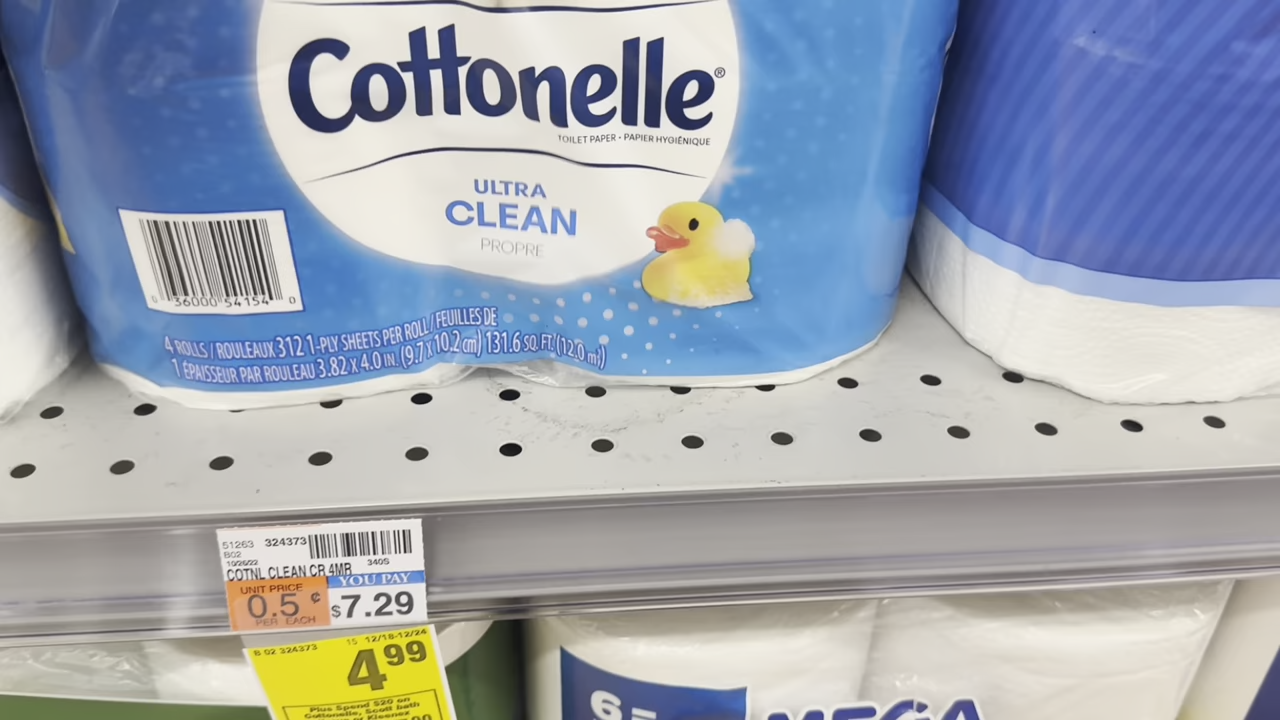 Cottonelle®
TOILET PAPER • PAPIER HYGIÉNIQUE
ULTRA
CLEAN
PROPRE
0 36000 54154 0
4 ROLLS / ROULEAUX 312 1-PLY SHEETS PER ROLL / FEUILLES DE
1 ÉPAISSEUR PAR ROULEAU 3.82 X 4.0 IN. (9.7 X 10.2 cm) 131.6 SQ. FT. (12.0 m²)
51263 324373
B02
10/26/22 340S
COTNL CLEAN CR 4MR
UNIT PRICE
YOU PAY
0.5 ¢
PER EACH
$7.29
B 02 324373 15 12/18-12/24
4.99
Plus Spend $20 on
Cottonelle, Scott bath
or Kleenex
6=
MEGA